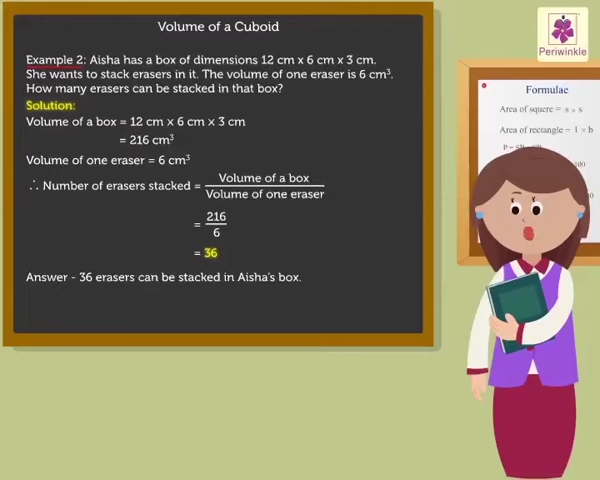 Volume of a Cuboid
Periwinkle
Example 2: Aisha has a box of dimensions 12 cm x 6 cm x 3 cm.
She wants to stack erasers in it. The volume of one eraser is 6 cm³.
How many erasers can be stacked in that box?
Solution:
Volume of a box = 12 cm x 6 cm x 3 cm
= 216 cm³
Volume of one eraser = 6 cm³
∴ Number of erasers stacked = Volume of a box
Volume of one eraser
= 216
6
= 36
Answer - 36 erasers can be stacked in Aisha's box.
Formulae
Area of squere = s × s
Area of rectangle = 1 × b